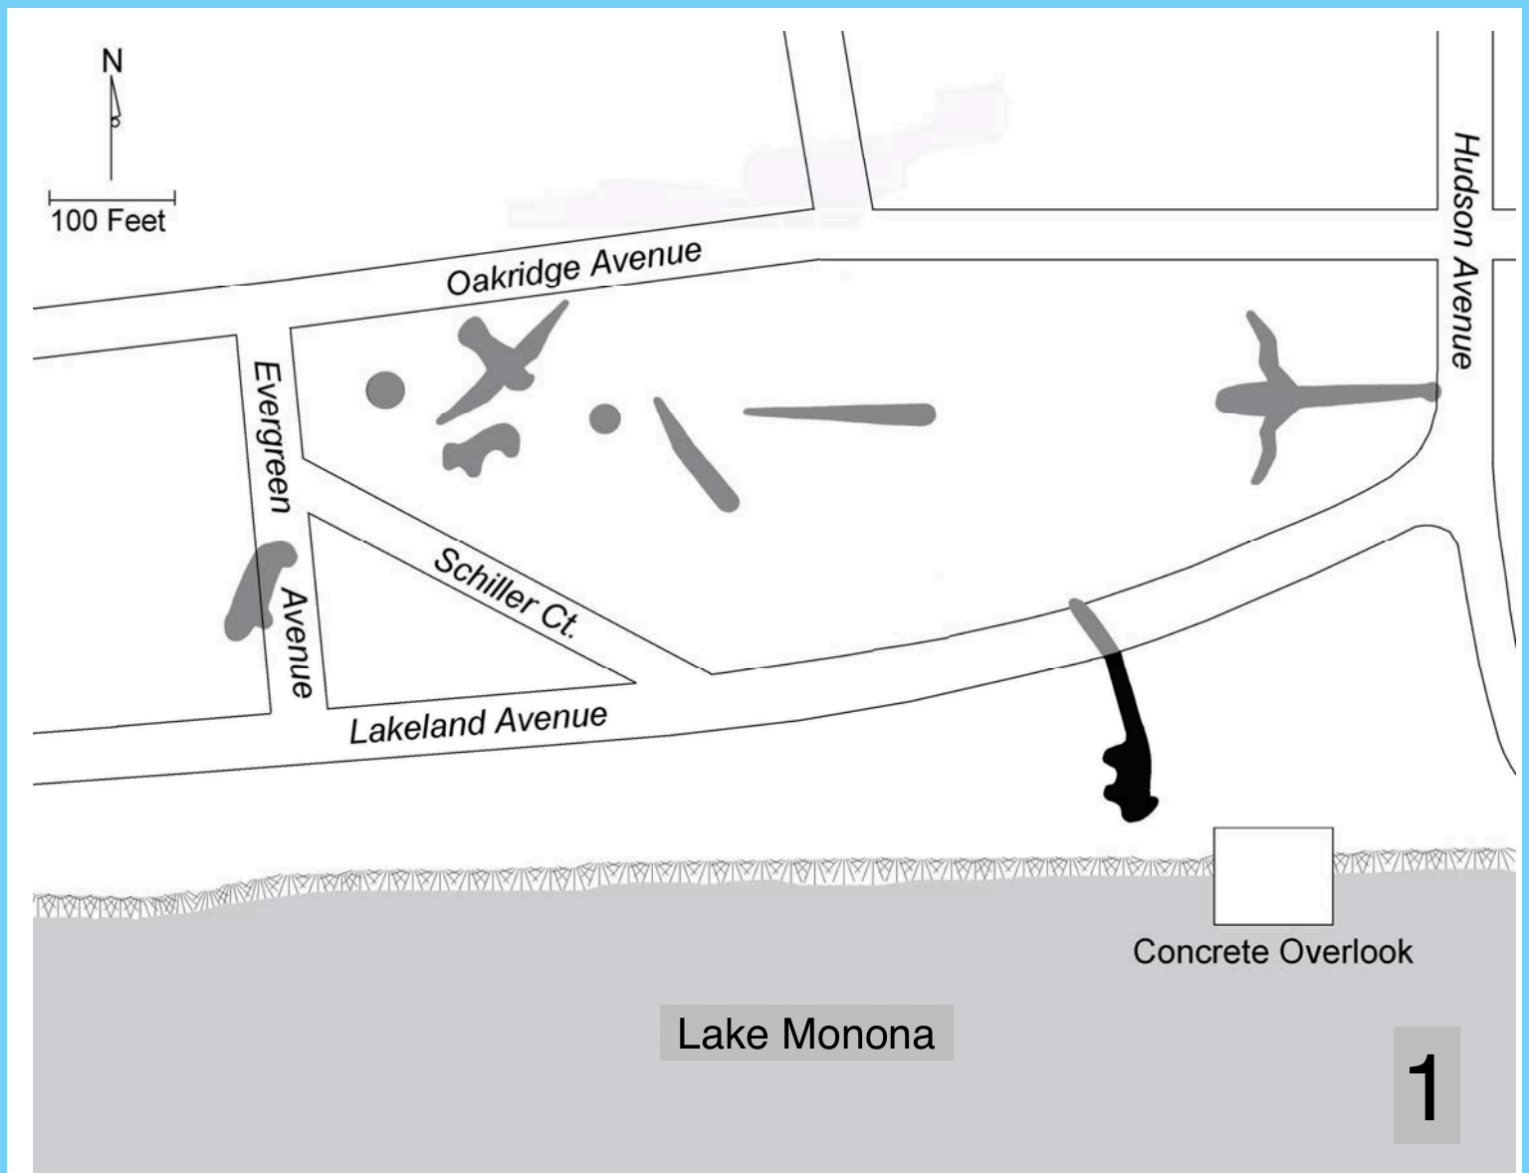 N
100 Feet
Hudson Avenue
Oakridge Avenue
Evergreen
Avenue
Schiller Ct.
Lakeland Avenue
Concrete Overlook
Lake Monona
1